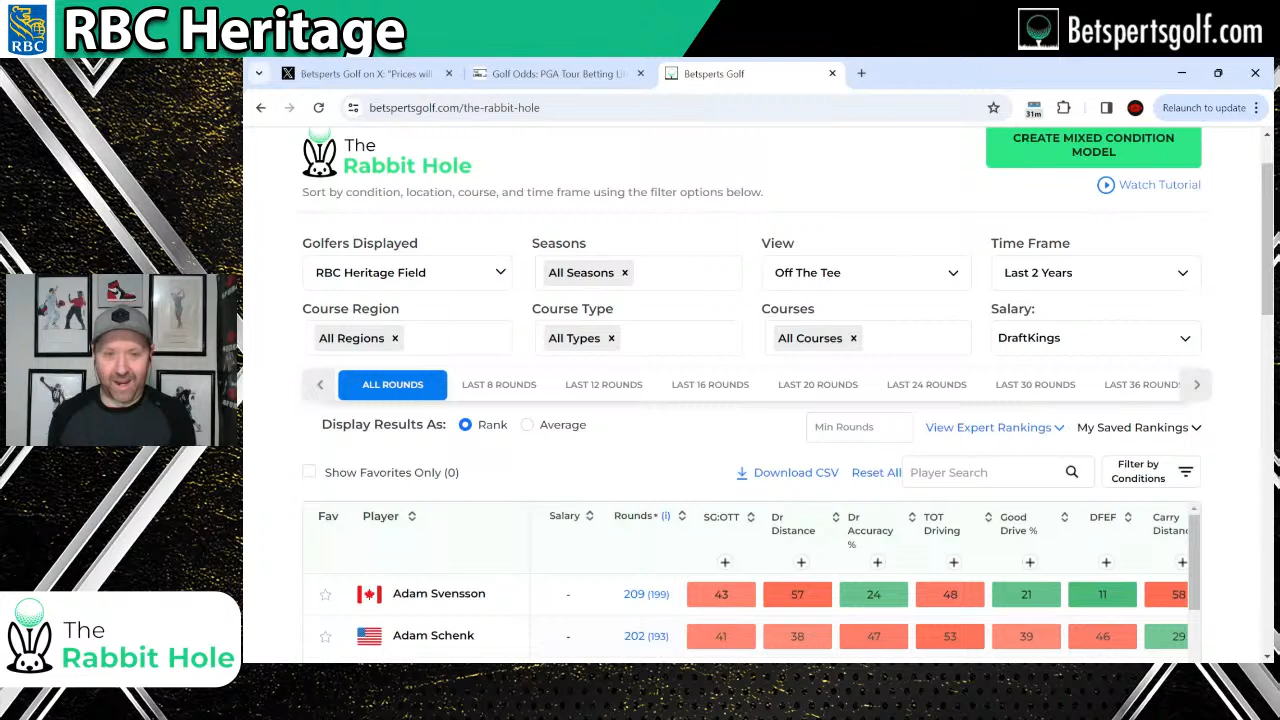 RBC
RBC Heritage
Betspertsgolf.com
Betsperts Golf on X: "Prices will
Golf Odds: PGA Tour Betting Li
Betsperts Golf
betspertsgolf.com/the-rabbit-hole
31m
Relaunch to update
The
Rabbit Hole
CREATE MIXED CONDITION
MODEL
Sort by condition, location, course, and time frame using the filter options below.
Watch Tutorial
Golfers Displayed
Seasons
View
Time Frame
RBC Heritage Field
All Seasons x
Off The Tee
Last 2 Years
Course Region
Course Type
Courses
Salary:
All Regions x
All Types x
All Courses x
DraftKings
ALL ROUNDS
LAST 8 ROUNDS
LAST 12 ROUNDS
LAST 16 ROUNDS
LAST 20 ROUNDS
LAST 24 ROUNDS
LAST 30 ROUNDS
LAST 36 ROUND
Display Results As:
Rank
Average
Min Rounds
View Expert Rankings
My Saved Rankings
Show Favorites Only (0)
Download CSV
Reset All
Player Search
Filter by
Conditions
Fav
Player
Salary
Rounds* (i)
SG:OTT
Dr
Distance
Dr
Accuracy
%
TOT
Driving
Good
Drive %
DFEF
Carry
Distanc
+ + + + + + +
Adam Svensson - 209 (199) 43 57 24 48 21 11 58
Adam Schenk - 202 (193) 41 38 47 53 39 46 29
The
Rabbit Hole